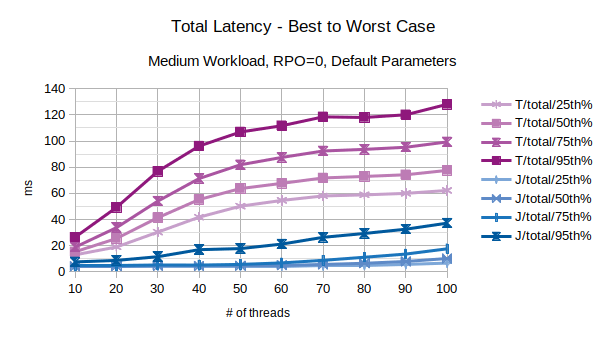 Total Latency - Best to Worst Case
Medium Workload, RPO=0, Default Parameters
140
120
100
80
60
40
20
0
ms
10 20 30 40 50 60 70 80 90 100
# of threads
T/total/25th%
T/total/50th%
T/total/75th%
T/total/95th%
J/total/25th%
J/total/50th%
J/total/75th%
J/total/95th%